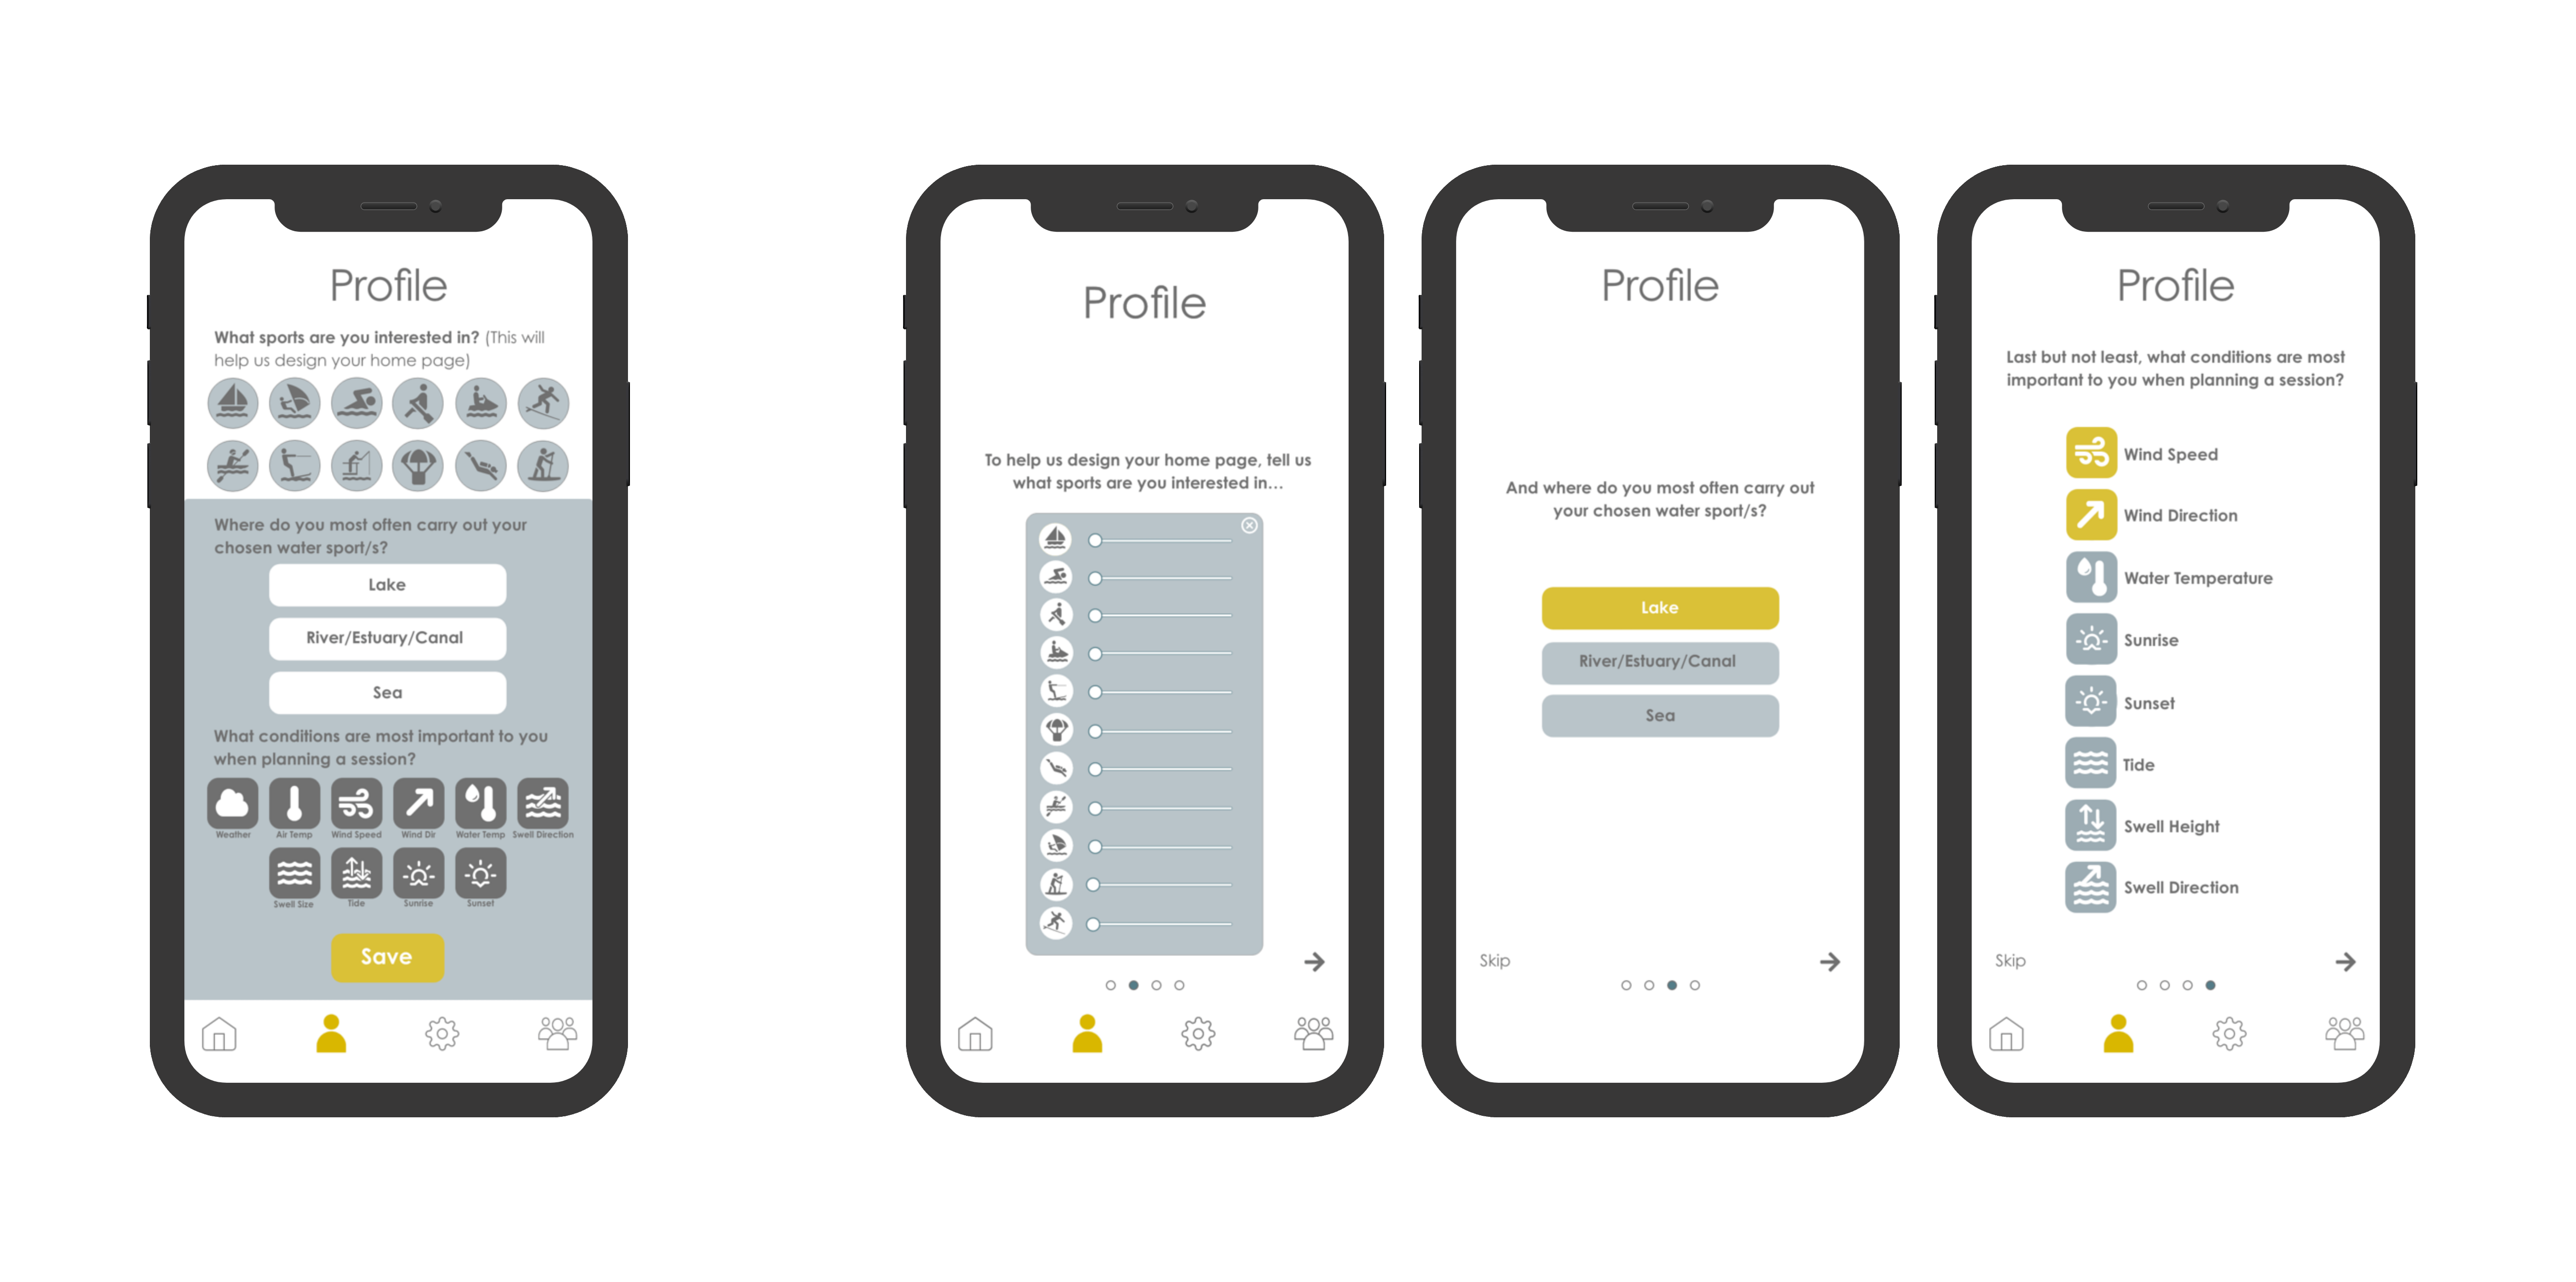 Profile
What sports are you interested in? (This will
help us design your home page)
Where do you most often carry out your
chosen water sport/s?
Lake
River/Estuary/Canal
Sea
What conditions are most important to you
when planning a session?
Weather
Air Temp
Wind Speed
Wind Dir
Water Temp
Swell Direction
Swell Size
Tide
Sunrise
Sunset
Save
Profile
To help us design your home page, tell us
what sports are you interested in...
Profile
And where do you most often carry out
your chosen water sport/s?
Lake
River/Estuary/Canal
Sea
Skip
Profile
Last but not least, what conditions are most
important to you when planning a session?
Wind Speed
Wind Direction
Water Temperature
Sunrise
Sunset
Tide
Swell Height
Swell Direction
Skip